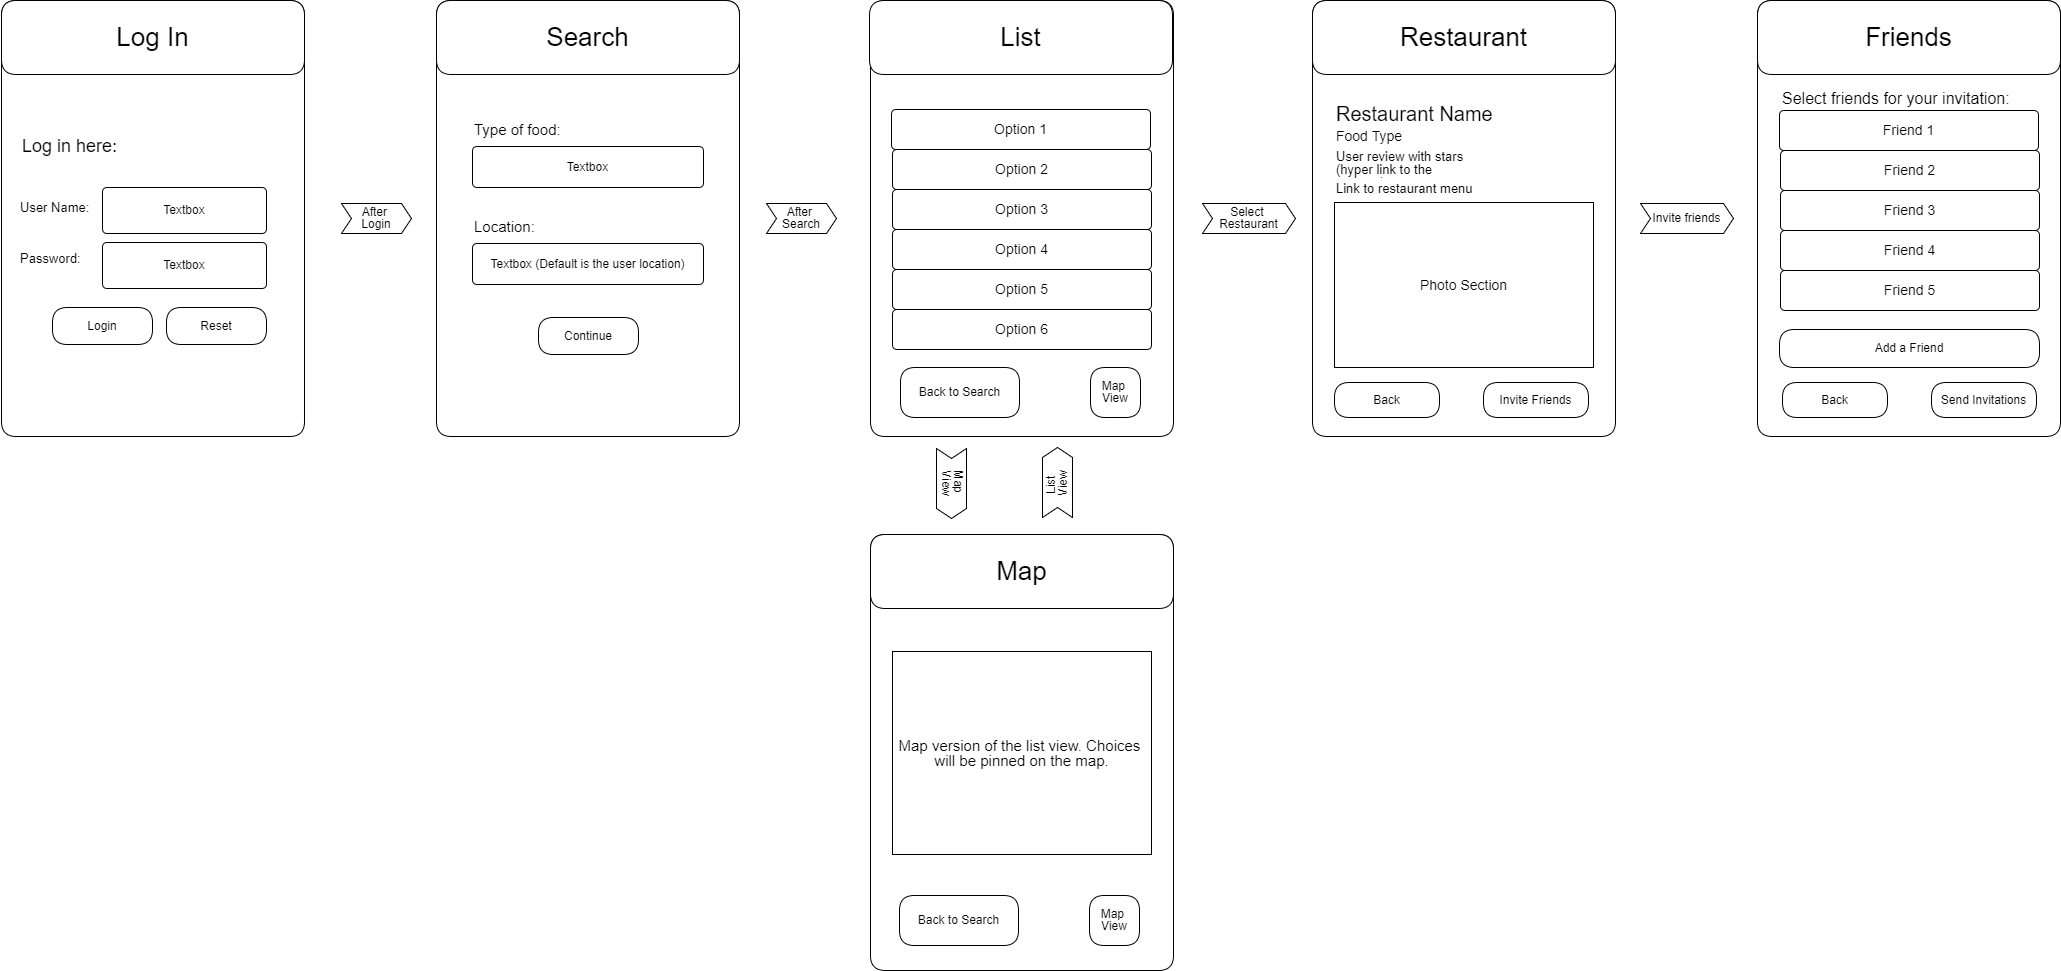 Log In
Log in here:
User Name:
Textbox
Password:
Textbox
Login
Reset
After
Login
Search
Type of food:
Textbox
Location:
Textbox (Default is the user location)
Continue
After
Search
List
Option 1
Option 2
Option 3
Option 4
Option 5
Option 6
Back to Search
Map
View
Map
View
List
View
Map
Map version of the list view. Choices
will be pinned on the map.
Back to Search
Map
View
Select
Restaurant
Restaurant
Restaurant Name
Food Type
User review with stars
(hyper link to the
Link to restaurant menu
Photo Section
Back
Invite Friends
Invite friends
Friends
Select friends for your invitation:
Friend 1
Friend 2
Friend 3
Friend 4
Friend 5
Add a Friend
Back
Send Invitations